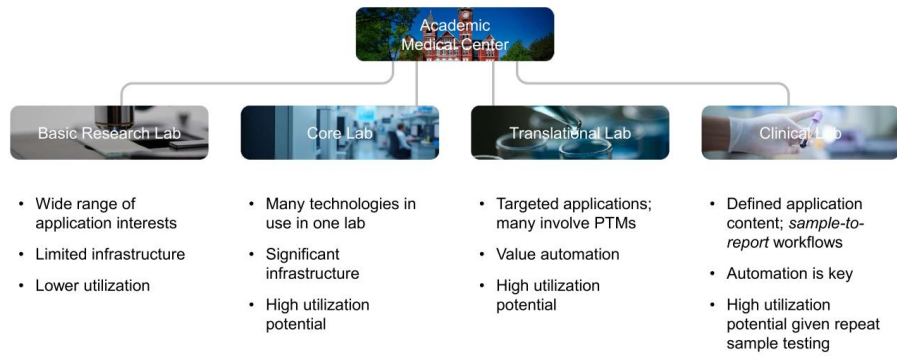 Academic
Medical Center
Basic Research Lab
Core Lab
Translational Lab
Clinical Lab
• Wide range of
application interests
• Limited infrastructure
• Lower utilization
• Many technologies in
use in one lab
• Significant
infrastructure
• High utilization
potential
• Targeted applications;
many involve PTMs
• Value automation
• High utilization
potential
• Defined application
content; sample-to-
report workflows
• Automation is key
• High utilization
potential given repeat
sample testing